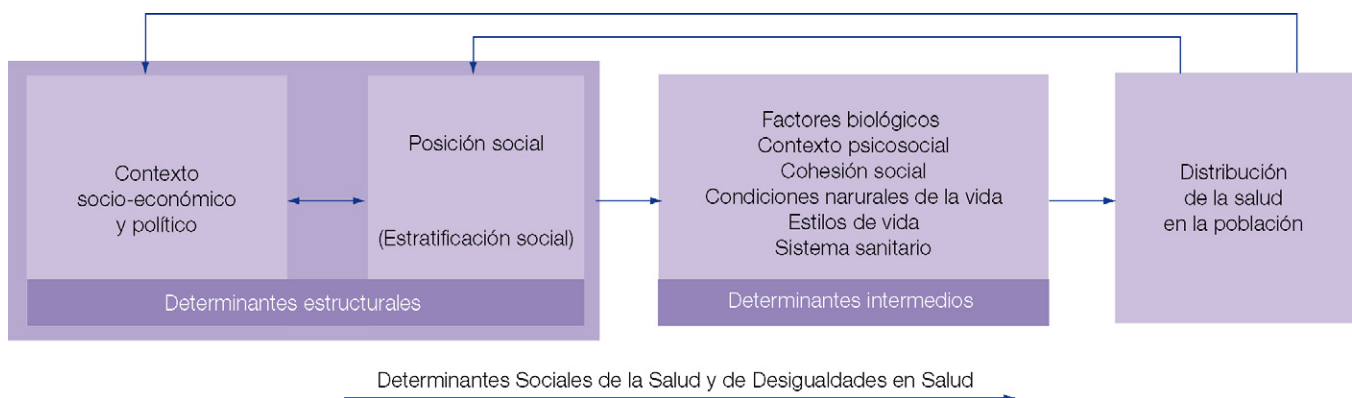 Contexto
socio-económico
y político
Posición social
(Estratificación social)
Determinantes estructurales
Factores biológicos
Contexto psicosocial
Cohesión social
Condiciones narurales de la vida
Estilos de vida
Sistema sanitario
Determinantes intermedios
Distribución
de la salud
en la población
Determinantes Sociales de la Salud y de Desigualdades en Salud